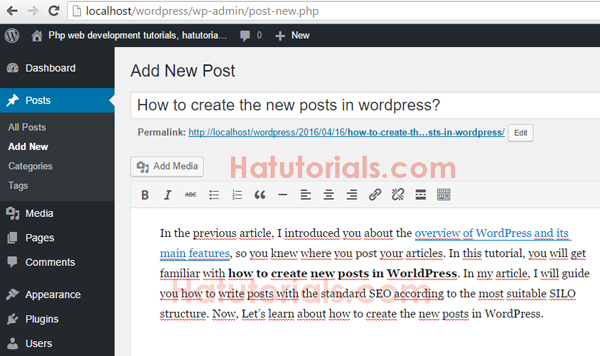 localhost/wordpress/wp-admin/post-new.php
Php web development tutorials, hatutoria... 0 + New
Dashboard
Add New Post
Posts
How to create the new posts in wordpress?
All Posts
Permalink: http://localhost/wordpress/2016/04/16/how-to-create-th…sts-in-wordpress/ Edit
Add New
Categories
Add Media
Hatutorials.com
Tags
B I ABC
Media
Pages
Comments
Appearance
Plugins
Users
In the previous article, I introduced you about the overview of WordPress and its
main features, so you knew where you post your articles. In this tutorial, you will get
familiar with how to create new posts in WorldPress. In my article, I will guide
you how to write posts with the standard SEO according to the most suitable SILO
structure. Now, Let's learn about how to create the new posts in WordPress.
Hatutorials.com